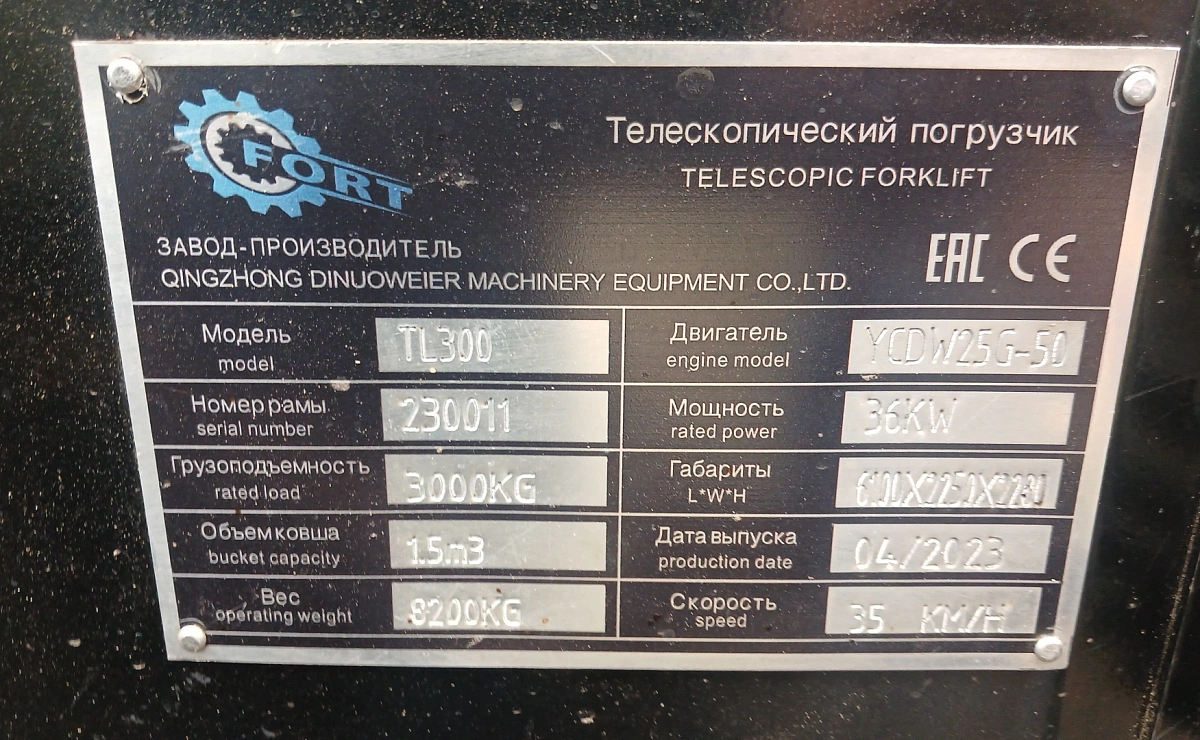 FORT
Телескопический погрузчик
TELESCOPIC FORKLIFT
ЗАВОД-ПРОИЗВОДИТЕЛЬ
QINGZHONG DINUOWEIER MACHINERY EQUIPMENT CO.,LTD.
EAC CE
Модель
model
TL300
Двигатель
engine model
YCDW25G-50
Номер рамы
serial number
230011
Мощность
rated power
36KW
Грузоподъемность
rated load
3000KG
Габариты
L*W*H
Объем ковша
bucket capacity
1.5m3
Дата выпуска
production date
04/2023
Вес
operating weight
8200KG
Скорость
speed
35 KM/H